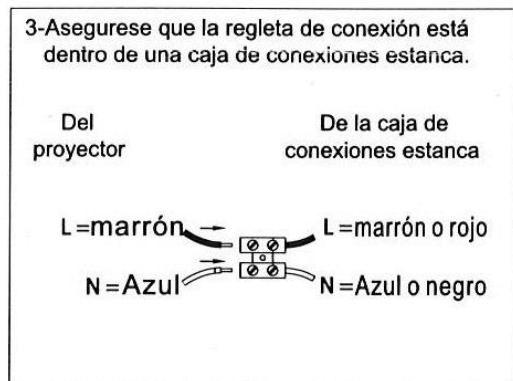 3-Asegurese que la regleta de conexión está
dentro de una caja de conexiones estanca.
Del
proyector
De la caja de
conexiones estanca
L=marrón
L=marrón o rojo
N=Azul
N=Azul o negro